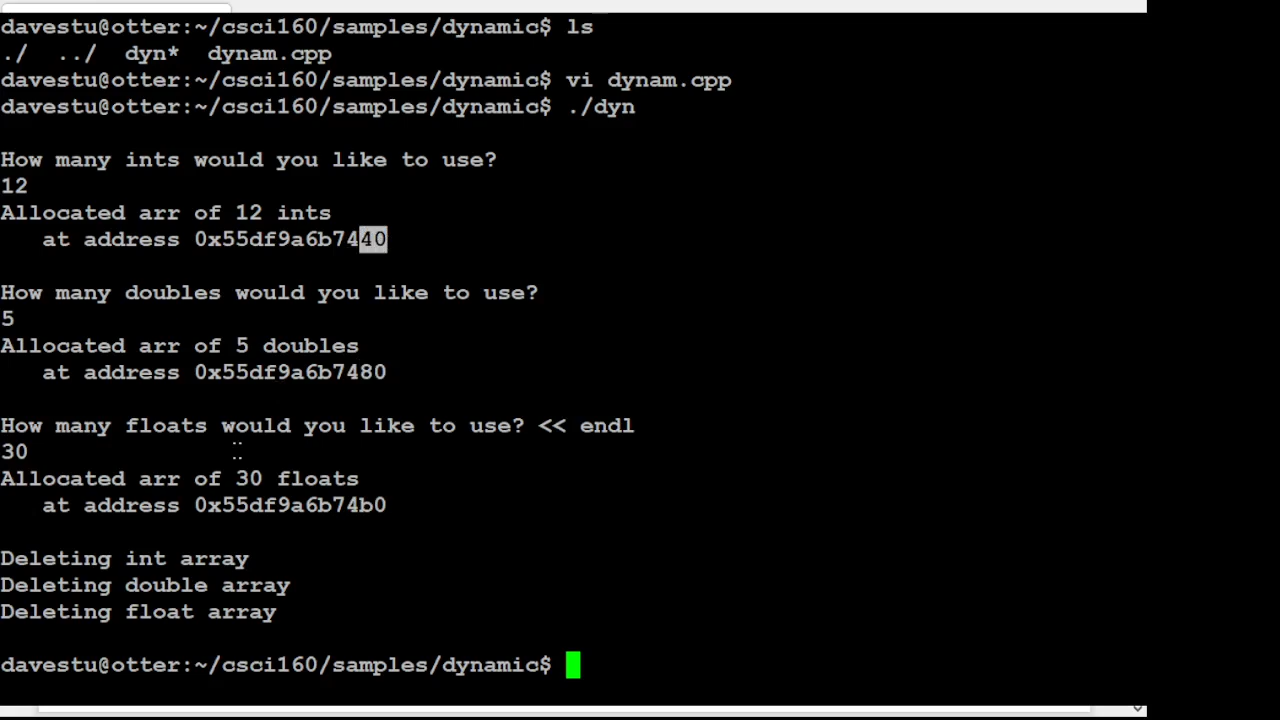 davestu@otter:~/csci160/samples/dynamic$ ls
./  ../  dyn*  dynam.cpp
davestu@otter:~/csci160/samples/dynamic$ vi dynam.cpp
davestu@otter:~/csci160/samples/dynamic$ ./dyn
How many ints would you like to use?
12
Allocated arr of 12 ints
   at address 0x55df9a6b7440
How many doubles would you like to use?
5
Allocated arr of 5 doubles
   at address 0x55df9a6b7480
How many floats would you like to use? << endl
30
Allocated arr of 30 floats
   at address 0x55df9a6b74b0
Deleting int array
Deleting double array
Deleting float array
davestu@otter:~/csci160/samples/dynamic$